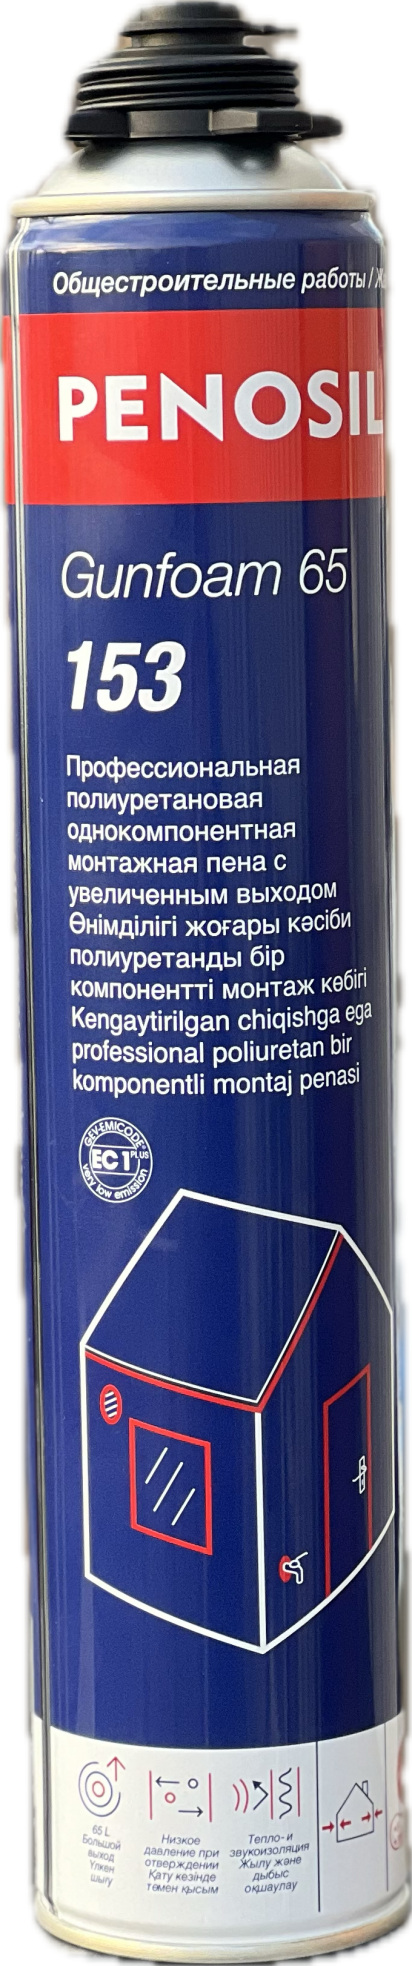 Общестроительные работы /
PENOSIL
Gunfoam 65
153
Профессиональная
полиуретановая
однокомпонентная
монтажная пена с
увеличенным выходом
Өнімділігі жоғары кәсіби
полиуретанды бір
компонентті монтаж көбігі
Kengaytirilgan chiqishga ega
professional poliuretan bir
komponentli montaj penasi
GEV-EMICODE
EC1 PLUS
very low emission
65 L
Большой
выход
Үлкен
шығу
Низкое
давление при
отверждении
Қату кезінде
төмен қысым
Тепло- и
звукоизоляция
Жылу және
дыбыс
оқшаулау